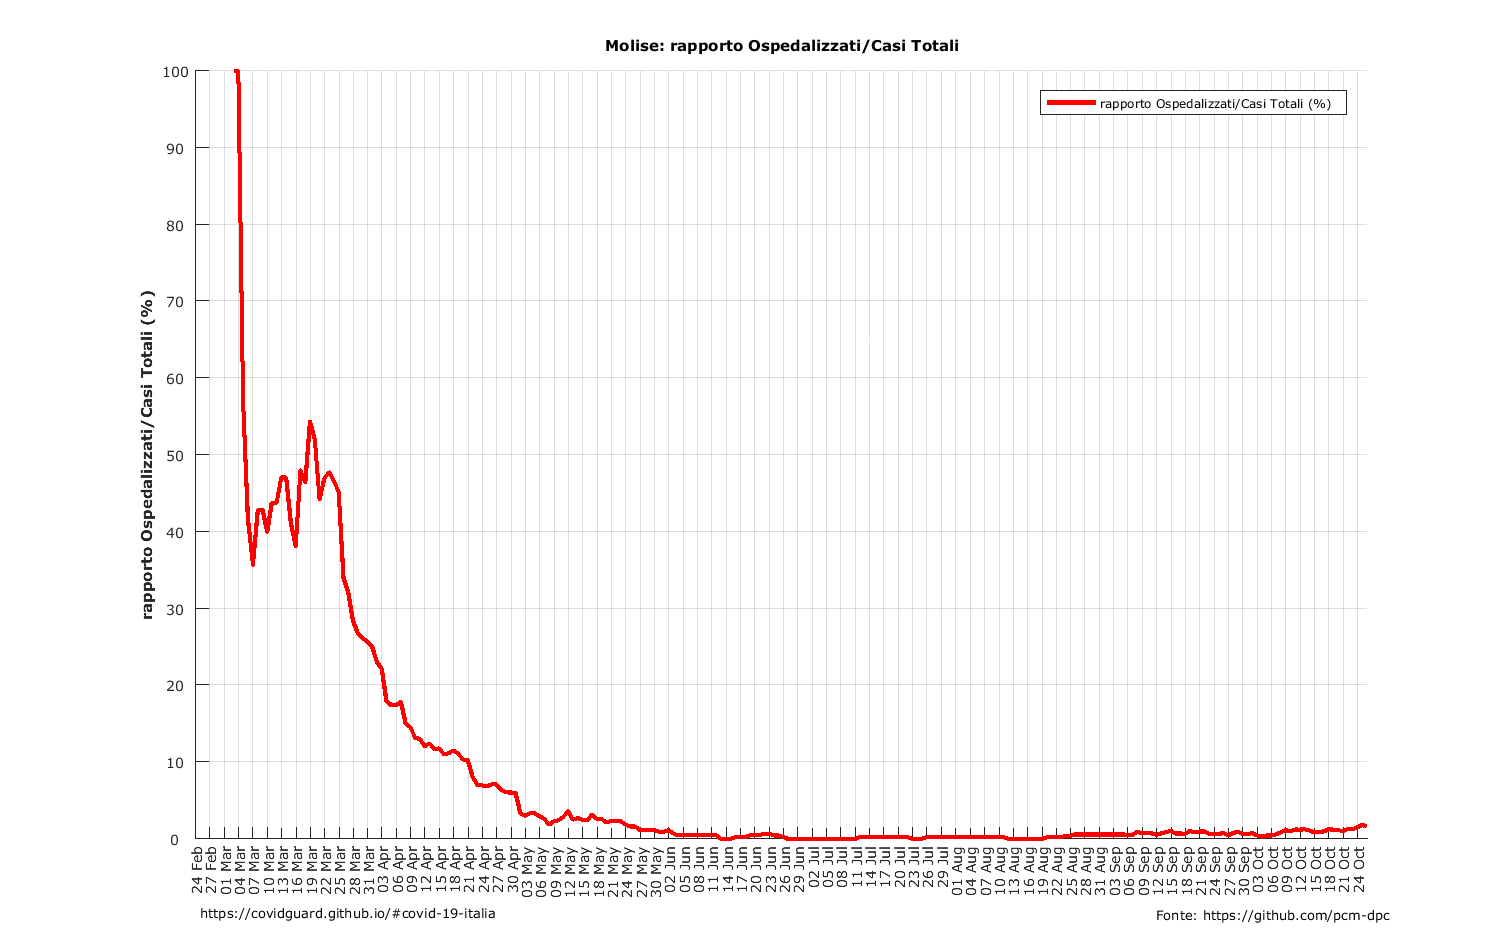 Molise: rapporto Ospedalizzati/Casi Totali
rapporto Ospedalizzati/Casi Totali (%)
rapporto Ospedalizzati/Casi Totali (%)
100
90
80
70
60
50
40
30
20
10
0
24 Feb
27 Feb
01 Mar
04 Mar
07 Mar
10 Mar
13 Mar
16 Mar
19 Mar
22 Mar
25 Mar
28 Mar
31 Mar
03 Apr
06 Apr
09 Apr
12 Apr
15 Apr
18 Apr
21 Apr
24 Apr
27 Apr
30 Apr
03 May
06 May
09 May
12 May
15 May
18 May
21 May
24 May
27 May
30 May
02 Jun
05 Jun
08 Jun
11 Jun
14 Jun
17 Jun
20 Jun
23 Jun
26 Jun
29 Jun
02 Jul
05 Jul
08 Jul
11 Jul
14 Jul
17 Jul
20 Jul
23 Jul
26 Jul
29 Jul
01 Aug
04 Aug
07 Aug
10 Aug
13 Aug
16 Aug
19 Aug
22 Aug
25 Aug
28 Aug
31 Aug
03 Sep
06 Sep
09 Sep
12 Sep
15 Sep
18 Sep
21 Sep
24 Sep
27 Sep
30 Sep
03 Oct
06 Oct
09 Oct
12 Oct
15 Oct
18 Oct
21 Oct
24 Oct
https://covidguard.github.io/#covid-19-italia
Fonte: https://github.com/pcm-dpc